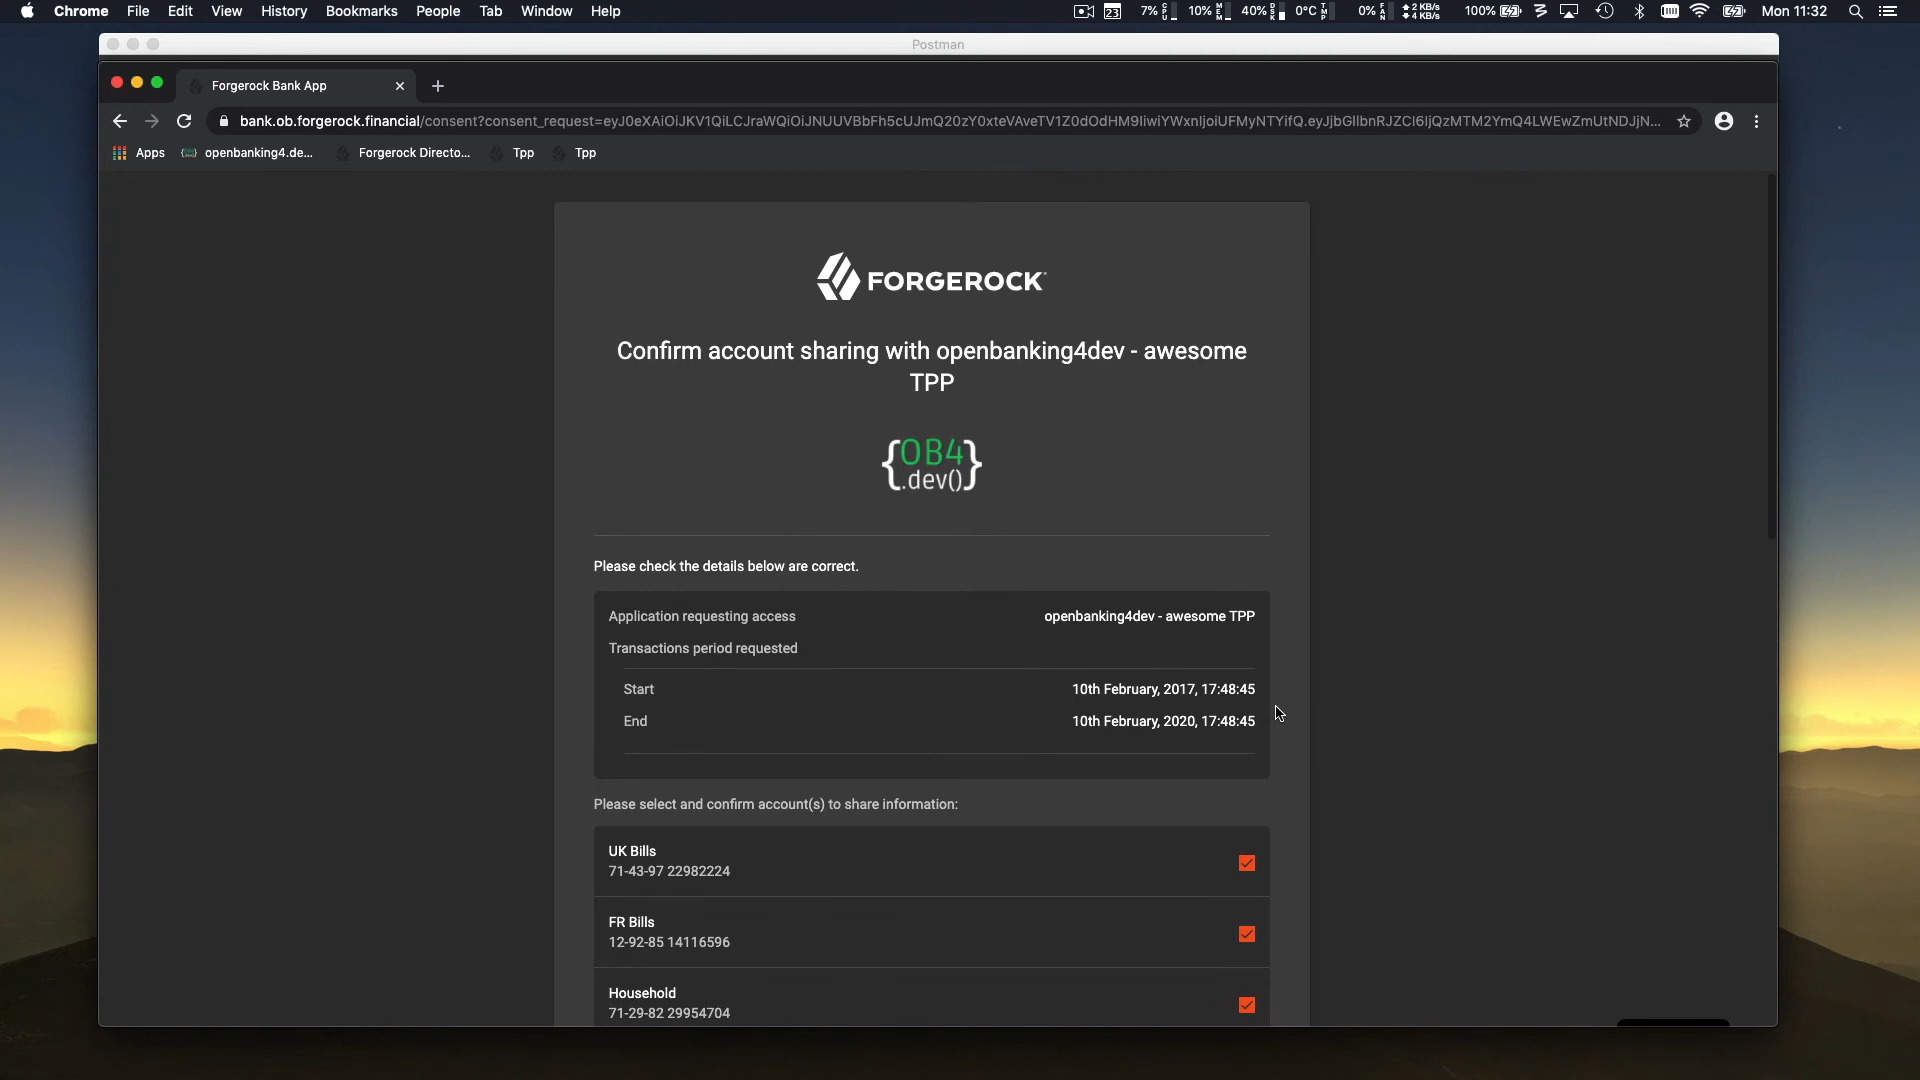 Chrome File Edit View History Bookmarks People Tab Window Help 23 7% 10% 40% 0°C 0% 2 KB/s 4 KB/s 100% Mon 11:32
Postman
Forgerock Bank App
bank.ob.forgerock.financial/consent?consent_request=
Apps openbanking4.de... Forgerock Directo... Tpp Tpp
FORGEROCK
Confirm account sharing with openbanking4dev - awesome
TPP
{OB4
.dev()}
Please check the details below are correct.
Application requesting access openbanking4dev - awesome TPP
Transactions period requested
Start 10th February, 2017, 17:48:45
End 10th February, 2020, 17:48:45
Please select and confirm account(s) to share information:
UK Bills
71-43-97 22982224
FR Bills
12-92-85 14116596
Household
71-29-82 29954704